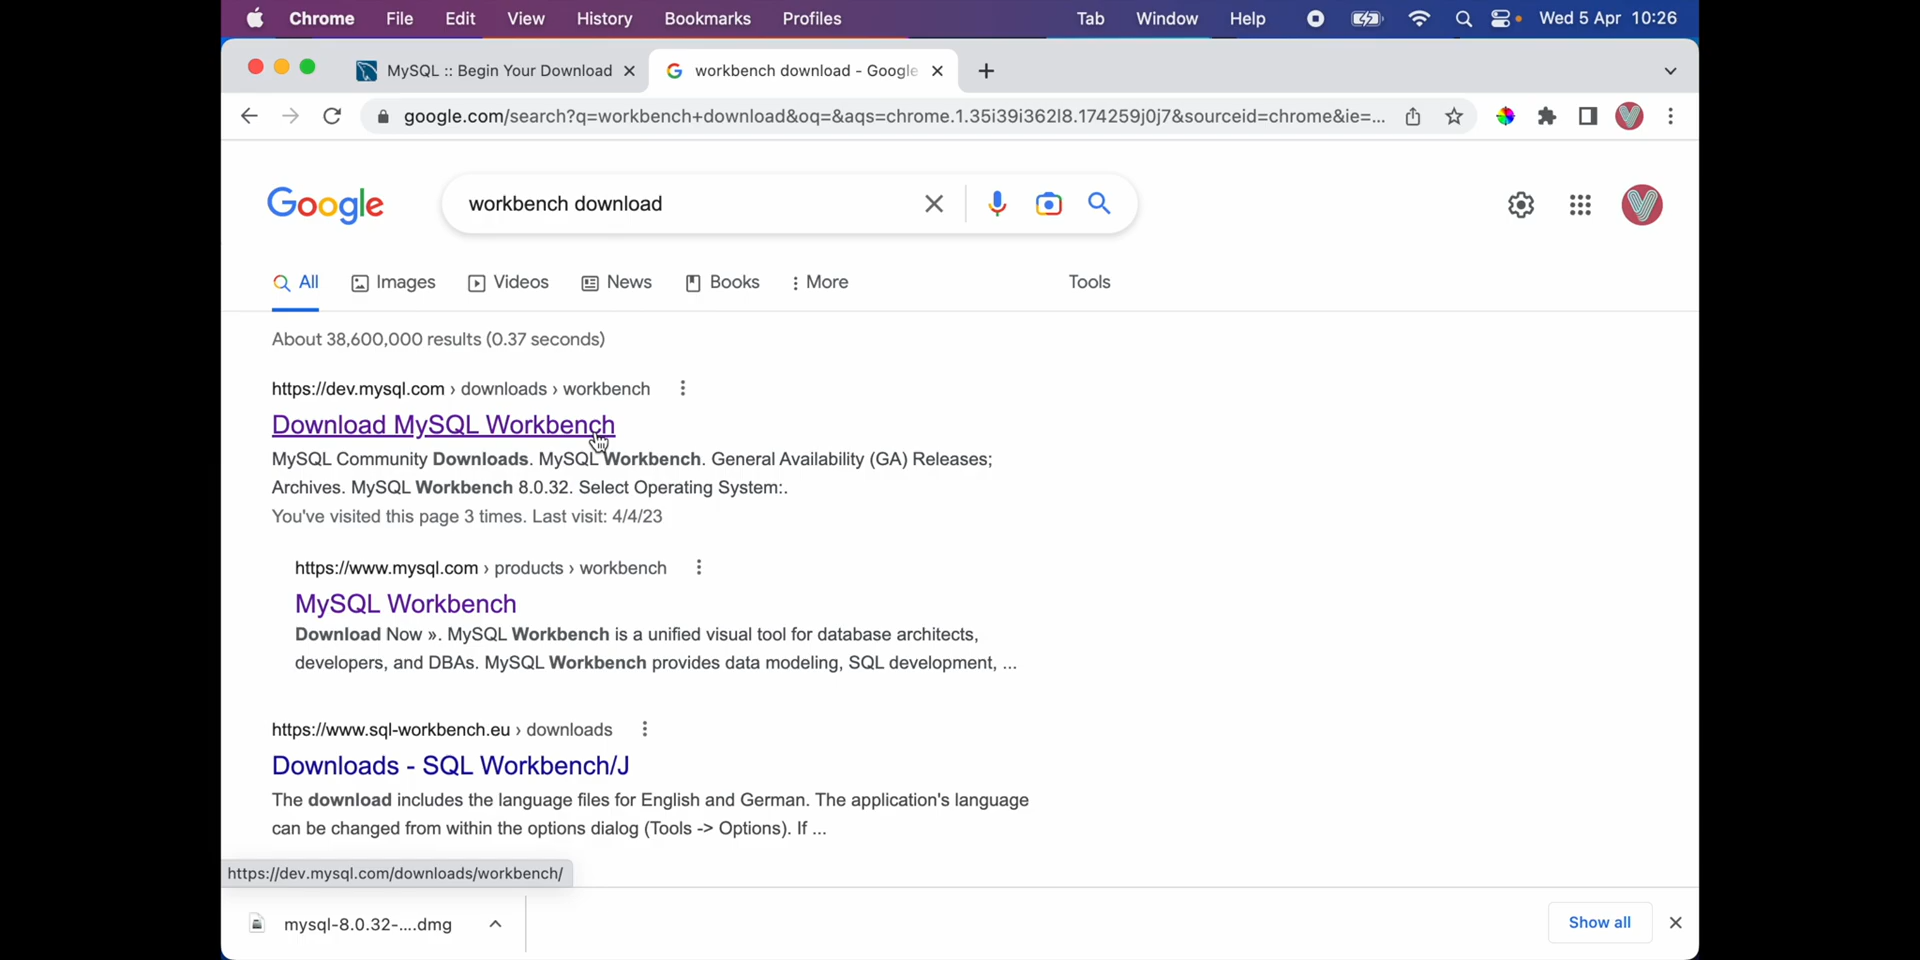 Chrome File Edit View History Bookmarks Profiles Tab Window Help Wed 5 Apr 10:26
MySQL :: Begin Your Download workbench download - Google
google.com/search?q=workbench+download&oq=&aqs=chrome.1.35i39i362l8.174259j0j7&sourceid=chrome&ie=...
Google workbench download
All Images Videos News Books More Tools
About 38,600,000 results (0.37 seconds)
https://dev.mysql.com › downloads › workbench
Download MySQL Workbench
MySQL Community Downloads. MySQL Workbench. General Availability (GA) Releases;
Archives. MySQL Workbench 8.0.32. Select Operating System:.
You've visited this page 3 times. Last visit: 4/4/23
https://www.mysql.com › products › workbench
MySQL Workbench
Download Now ». MySQL Workbench is a unified visual tool for database architects,
developers, and DBAs. MySQL Workbench provides data modeling, SQL development, ...
https://www.sql-workbench.eu › downloads
Downloads - SQL Workbench/J
The download includes the language files for English and German. The application's language
can be changed from within the options dialog (Tools -> Options). If ...
https://dev.mysql.com/downloads/workbench/
mysql-8.0.32-....dmg Show all